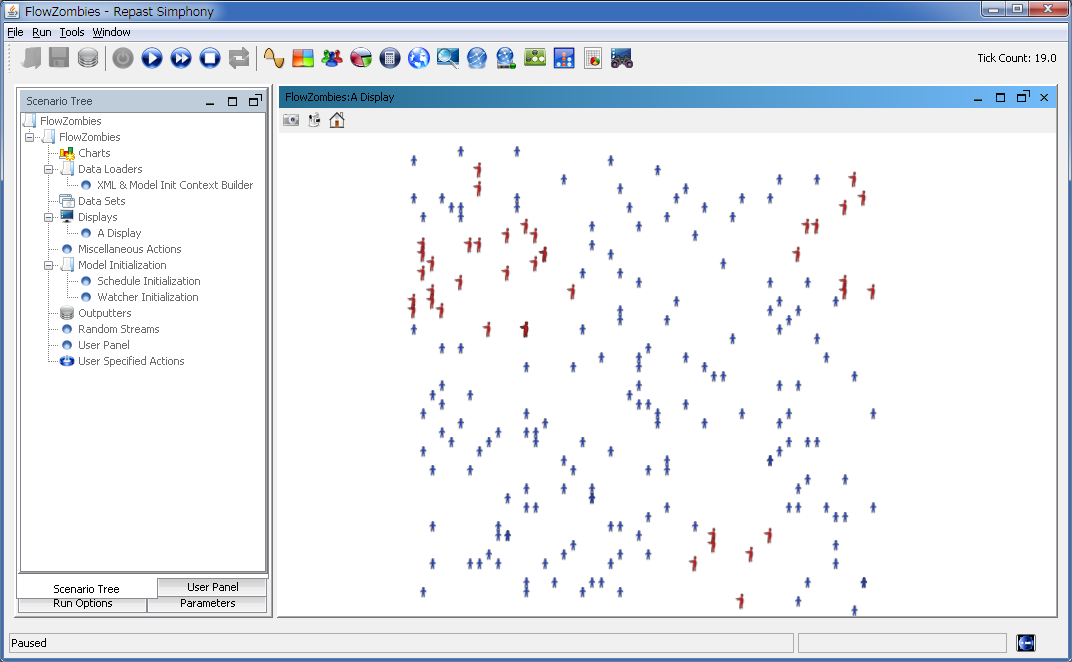 FlowZombies - Repast Simphony
File Run Tools Window
Tick Count: 19.0
Scenario Tree
FlowZombies
FlowZombies
Charts
Data Loaders
XML & Model Init Context Builder
Data Sets
Displays
A Display
Miscellaneous Actions
Model Initialization
Schedule Initialization
Watcher Initialization
Outputters
Random Streams
User Panel
User Specified Actions
Scenario Tree
User Panel
Run Options
Parameters
FlowZombies:A Display
Paused